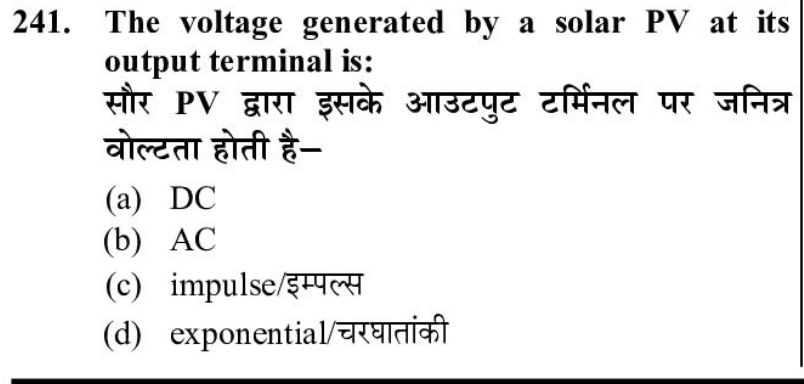 241. The voltage generated by a solar PV at its
output terminal is:
सौर PV द्वारा इसके आउटपुट टर्मिनल पर जनित्र
वोल्टता होती है–
(a) DC
(b) AC
(c) impulse/इम्पल्स
(d) exponential/चरघातांकी